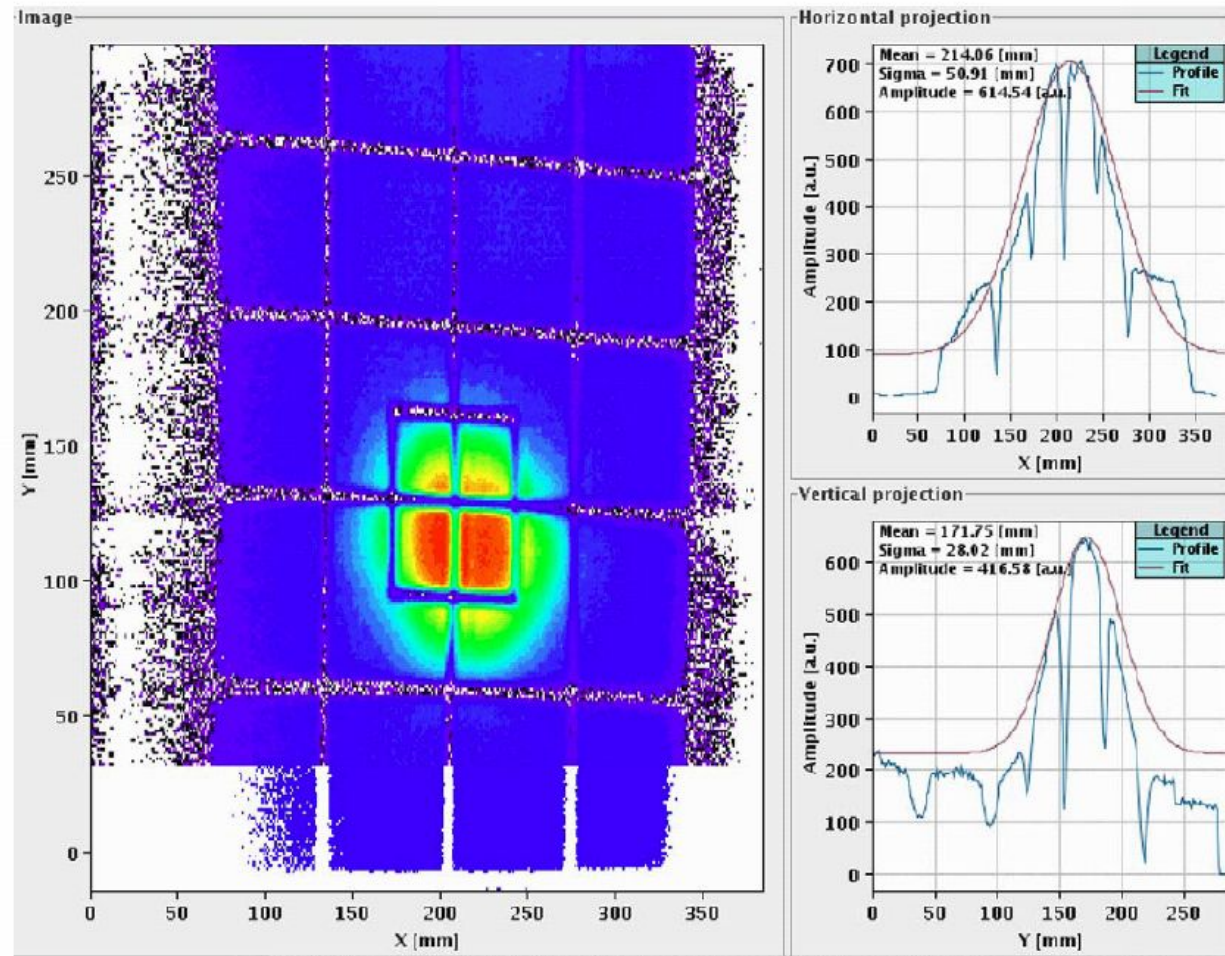 Image
Y [mm]
250
200
150
100
50
0
0 50 100 150 200 250 300 350
X [mm]
Horizontal projection
Mean = 214.06 [mm]
Sigma = 50.91 [mm]
Amplitude = 614.54 [a.u.]
Legend
Profile
Fit
Amplitude [a.u.]
700
600
500
400
300
200
100
0
0 50 100 150 200 250 300 350
X [mm]
Vertical projection
Mean = 171.75 [mm]
Sigma = 28.02 [mm]
Amplitude = 416.58 [a.u.]
Legend
Profile
Fit
Amplitude [a.u.]
600
500
400
300
200
100
0
0 50 100 150 200 250
Y [mm]